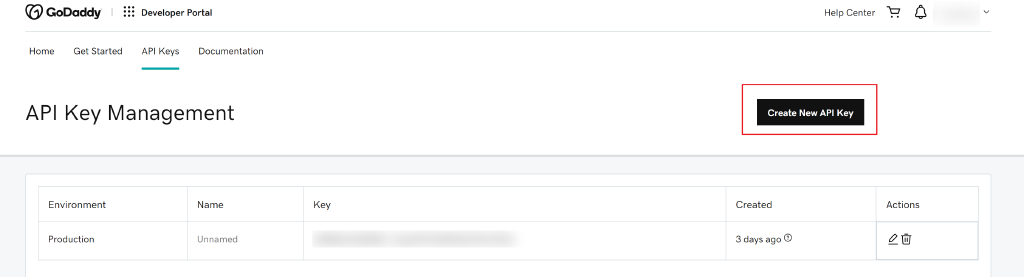 GoDaddy Developer Portal Help Center
Home Get Started API Keys Documentation
API Key Management Create New API Key
Environment Name Key Created Actions
Production Unnamed 3 days ago